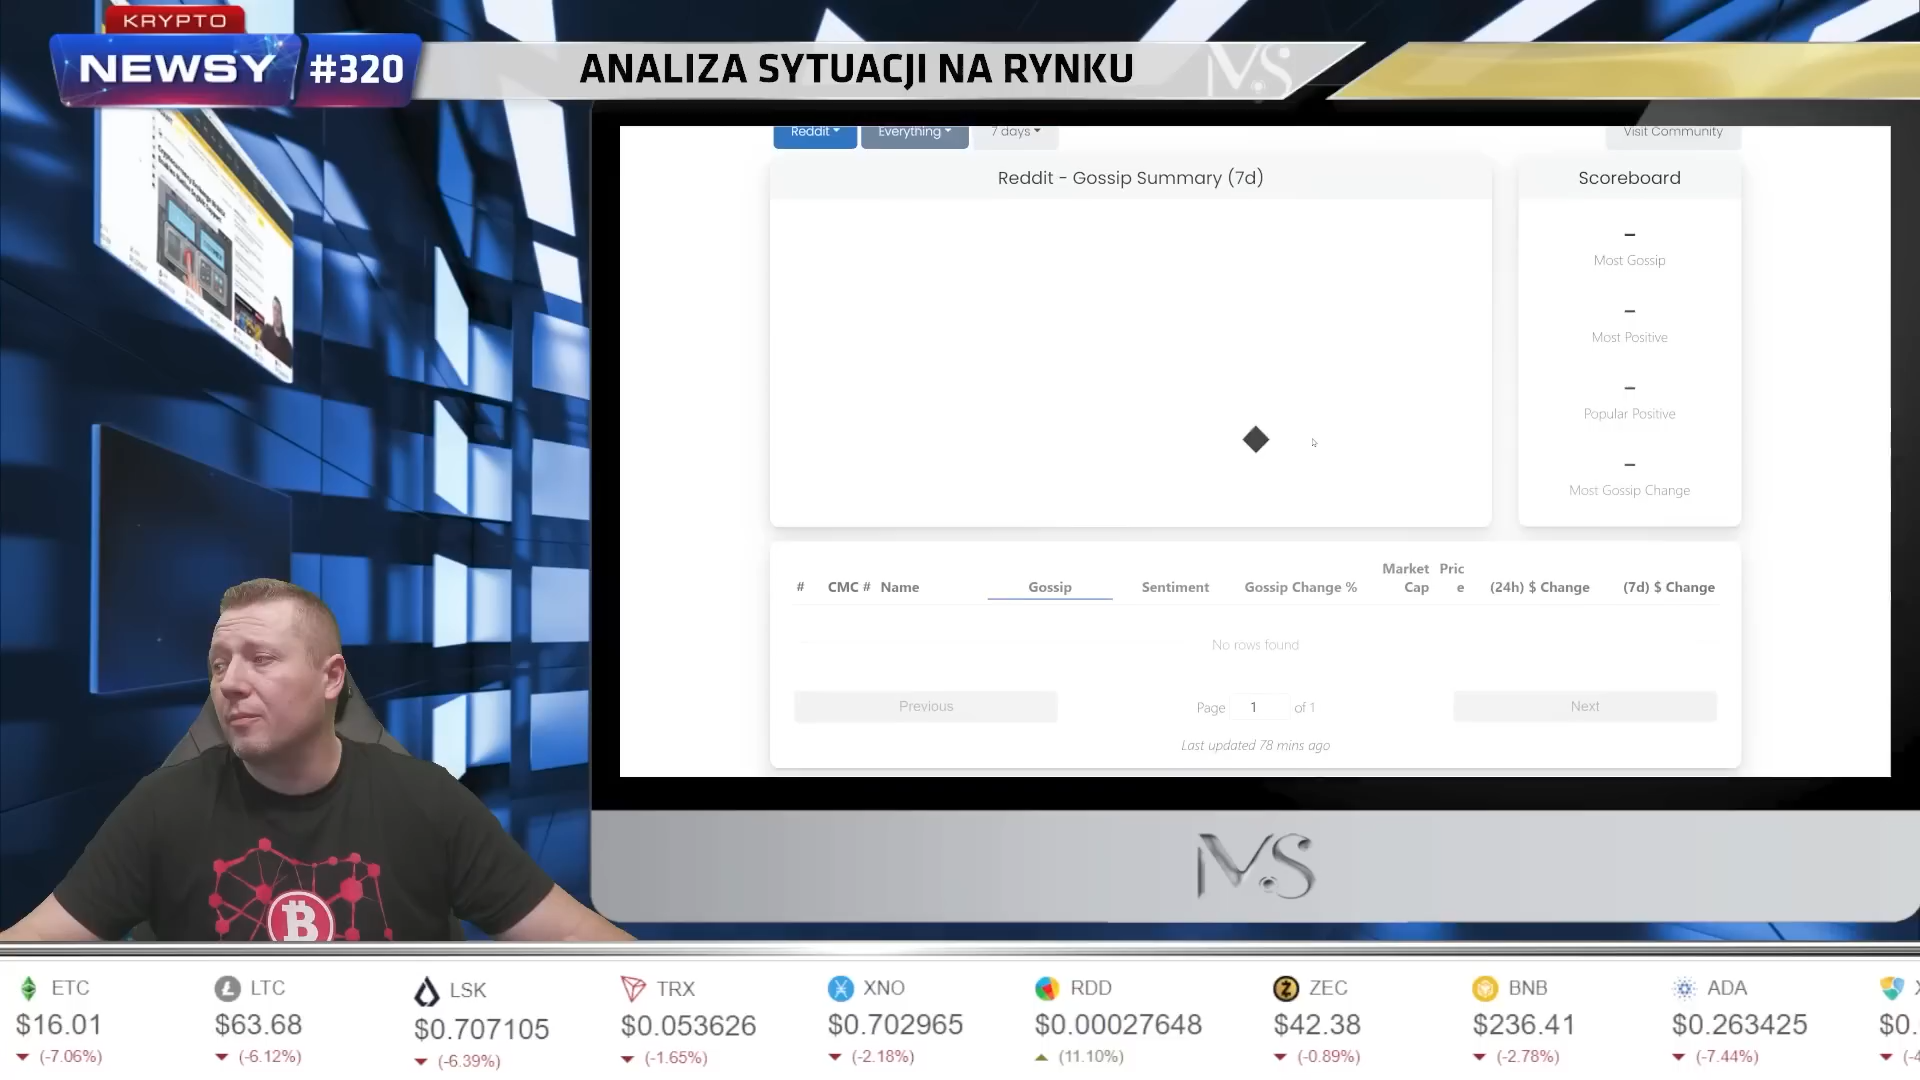 KRYPTO
NEWSY #320
ANALIZA SYTUACJI NA RYNKU
MS
Reddit
Everything
7 days
Visit Community
Reddit - Gossip Summary (7d)
Scoreboard
–
Most Gossip
–
Most Positive
–
Popular Positive
–
Most Gossip Change
# CMC # Name Gossip Sentiment Gossip Change % Market Cap Price (24h) $ Change (7d) $ Change
No rows found
Previous
Page 1 of 1
Next
Last updated 78 mins ago
MS
B
ETC LTC LSK TRX XNO RDD ZEC BNB ADA
$16.01 $63.68 $0.707105 $0.053626 $0.702965 $0.00027648 $42.38 $236.41 $0.263425 $0.
(-7.06%) (-6.12%) (-6.39%) (-1.65%) (-2.18%) (11.10%) (-0.89%) (-2.78%) (-7.44%)